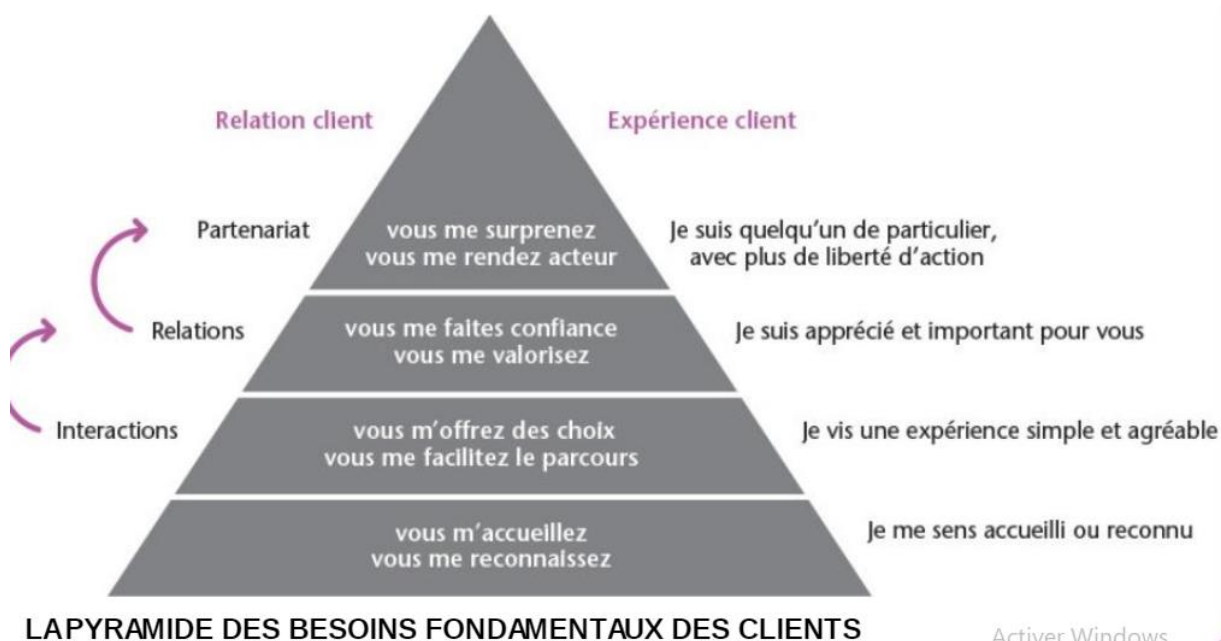 Relation client
Expérience client
Partenariat
vous me surprenez
vous me rendez acteur
Je suis quelqu'un de particulier,
avec plus de liberté d'action
Relations
vous me faites confiance
vous me valorisez
Je suis apprécié et important pour vous
Interactions
vous m'offrez des choix
vous me facilitez le parcours
Je vis une expérience simple et agréable
vous m'accueillez
vous me reconnaissez
Je me sens accueilli ou reconnu
LAPYRAMIDE DES BESOINS FONDAMENTAUX DES CLIENTS
Activer Windows